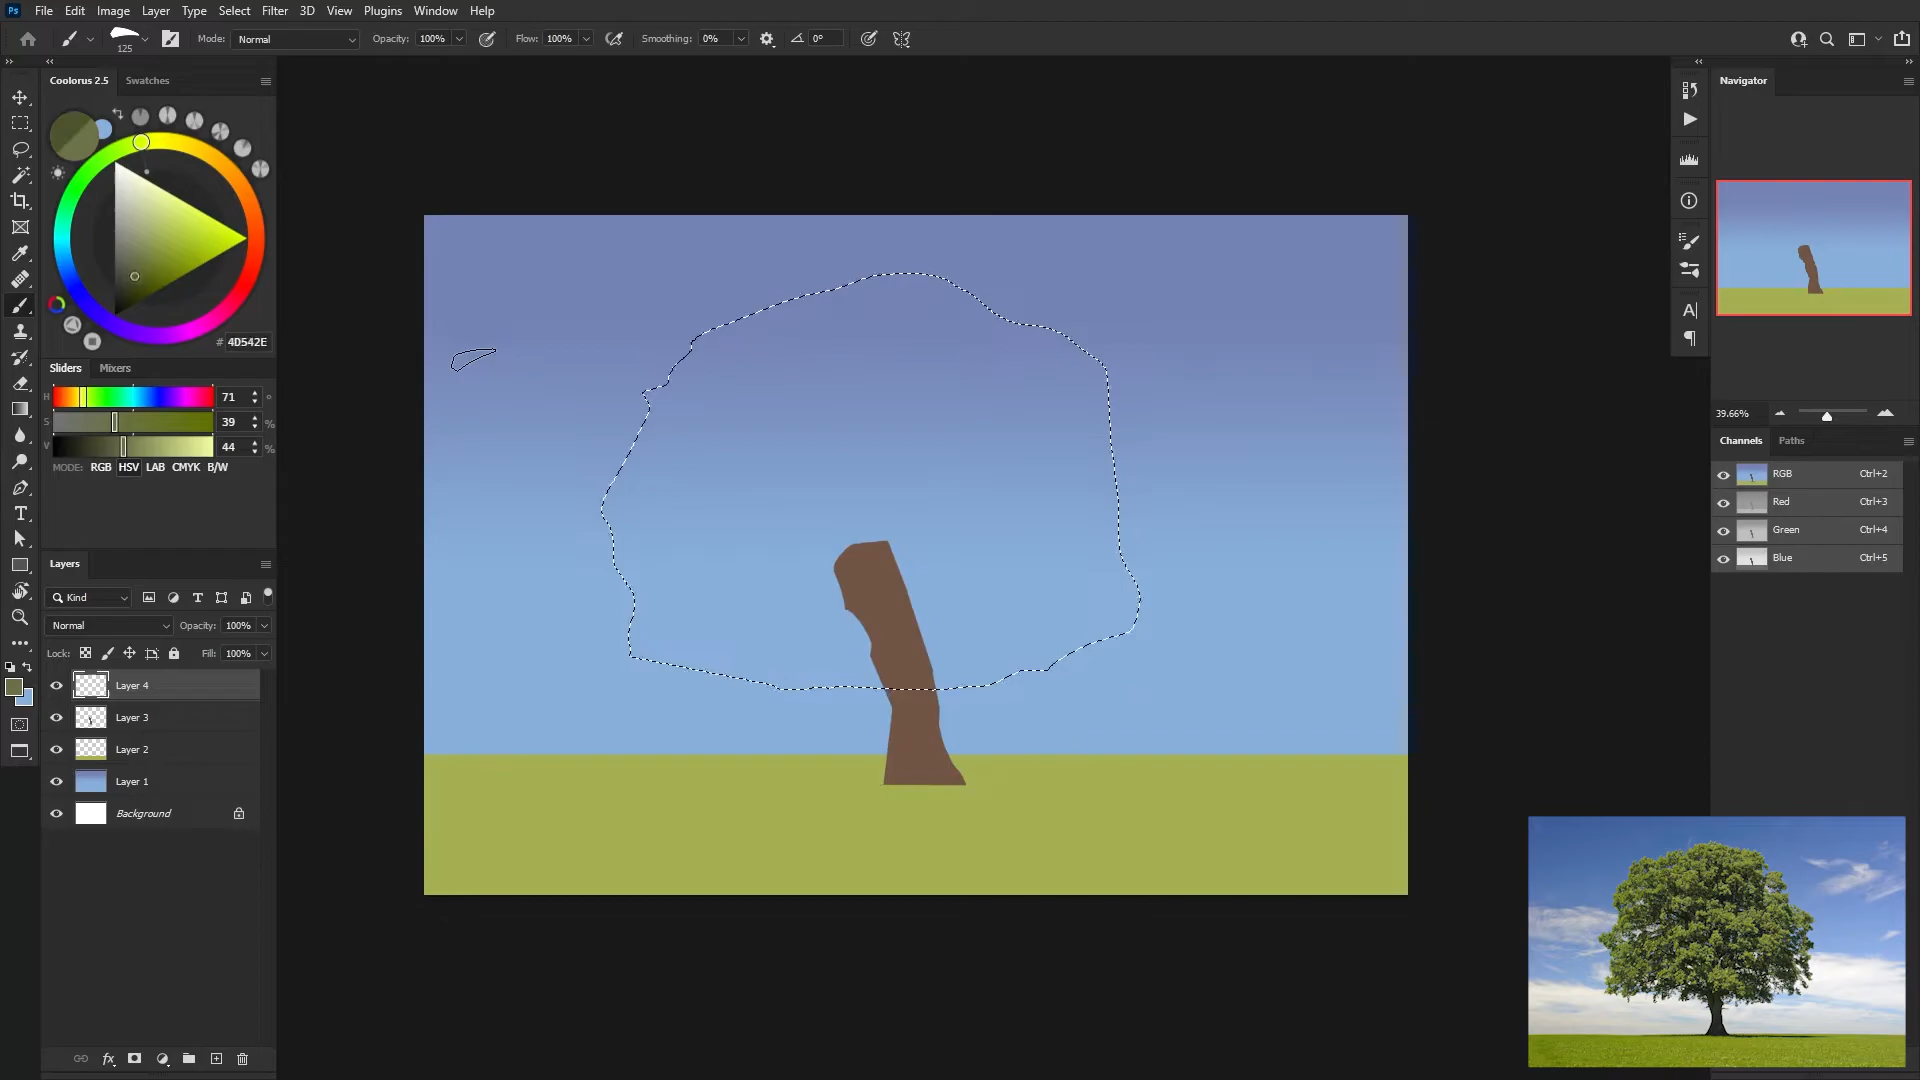 Ps File Edit Image Layer Type Select Filter 3D View Plugins Window Help
125 Mode: Normal Opacity: 100% Flow: 100% Smoothing: 0% 0°
Coolorus 2.5 Swatches
# 4D542E
Sliders Mixers
H 71 °
S 39 %
V 44 %
MODE: RGB HSV LAB CMYK B/W
Layers
Kind
Normal Opacity: 100%
Lock: Fill: 100%
Layer 4
Layer 3
Layer 2
Layer 1
Background
fx
Navigator
39.66%
Channels Paths
RGB Ctrl+2
Red Ctrl+3
Green Ctrl+4
Blue Ctrl+5